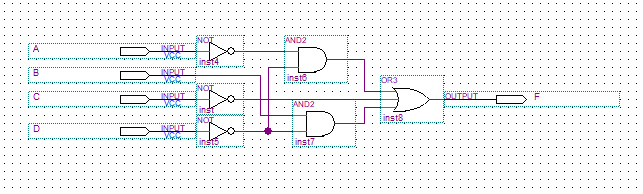 A INPUT VCC NOT inst4 AND2 inst6
B INPUT VCC
OR3 inst8 OUTPUT F
C INPUT VCC NOT inst AND2 inst7
D INPUT VCC NOT inst5